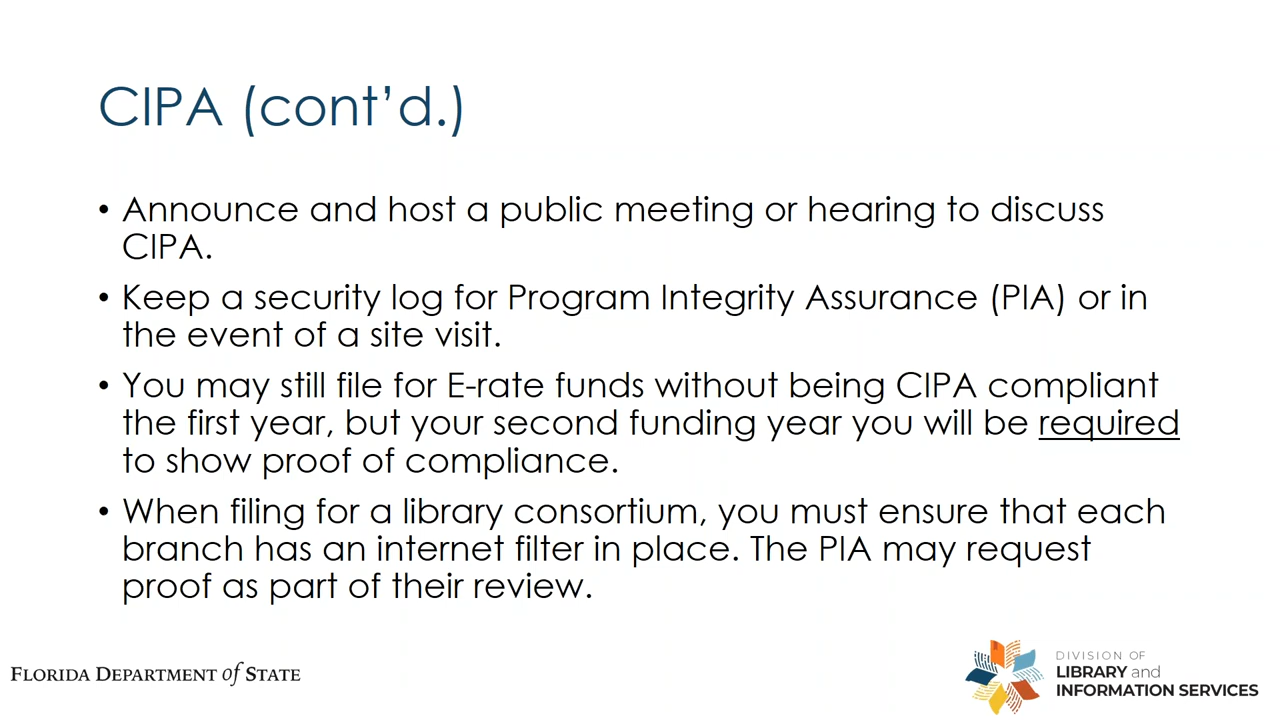 CIPA (cont’d.)
• Announce and host a public meeting or hearing to discuss
CIPA.
• Keep a security log for Program Integrity Assurance (PIA) or in
the event of a site visit.
• You may still file for E-rate funds without being CIPA compliant
the first year, but your second funding year you will be required
to show proof of compliance.
• When filing for a library consortium, you must ensure that each
branch has an internet filter in place. The PIA may request
proof as part of their review.
FLORIDA DEPARTMENT of STATE
DIVISION OF
LIBRARY and
INFORMATION SERVICES